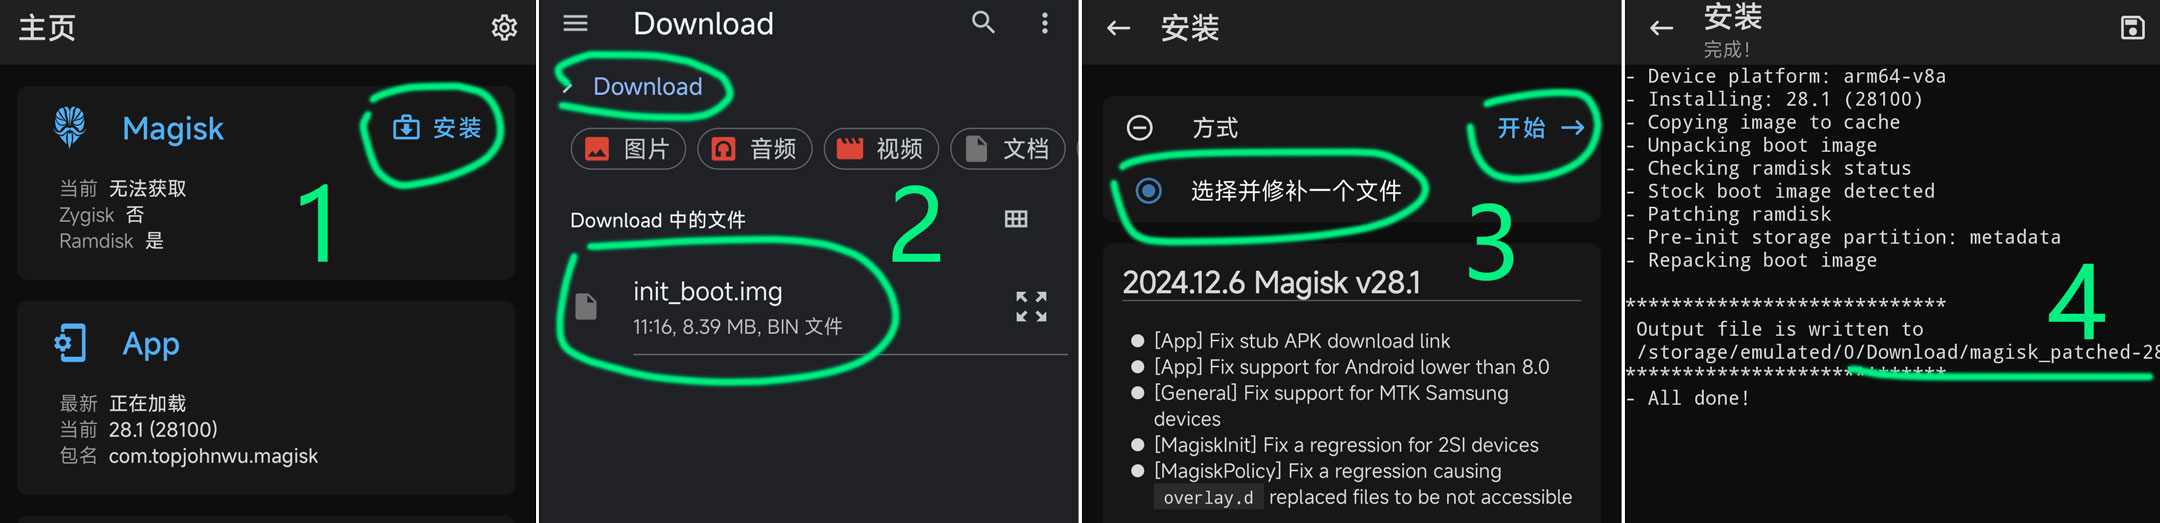 主页
Magisk
安装
当前 无法获取
Zygisk 否
Ramdisk 是
1
App
最新 正在加载
当前 28.1 (28100)
包名 com.topjohnwu.magisk
Download
Download
图片 音频 视频 文档
Download 中的文件
2
init_boot.img
11:16, 8.39 MB, BIN 文件
安装
方式
开始
选择并修补一个文件
3
2024.12.6 Magisk v28.1
[App] Fix stub APK download link
[App] Fix support for Android lower than 8.0
[General] Fix support for MTK Samsung
devices
[MagiskInit] Fix a regression for 2SI devices
[MagiskPolicy] Fix a regression causing
overlay.d replaced files to be not accessible
安装
完成!
- Device platform: arm64-v8a
- Installing: 28.1 (28100)
- Copying image to cache
- Unpacking boot image
- Checking ramdisk status
- Stock boot image detected
- Patching ramdisk
- Pre-init storage partition: metadata
- Repacking boot image
4
****************************
Output file is written to
/storage/emulated/0/Download/magisk_patched-28
****************************
- All done!